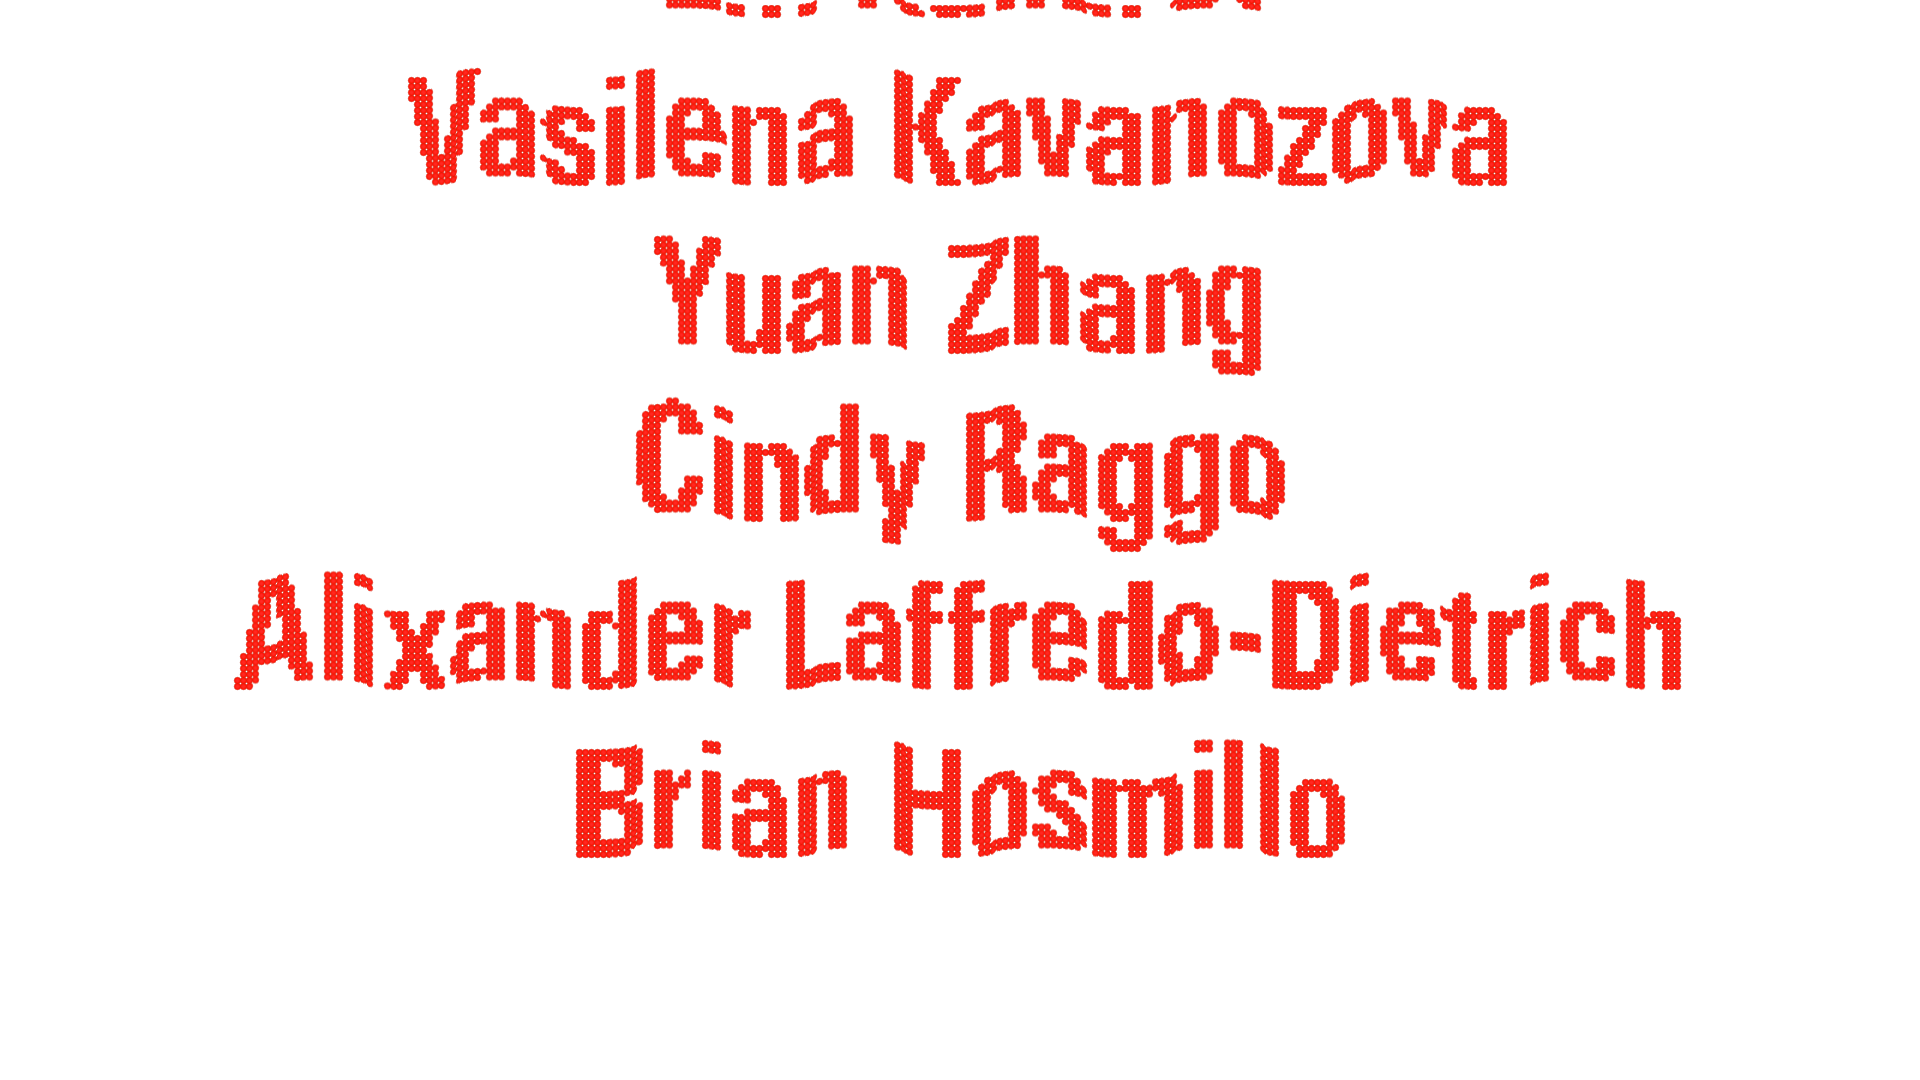 Vasilena Kavanozova
Yuan Zhang
Cindy Raggo
Alixander Laffredo-Dietrich
Brian Hosmillo